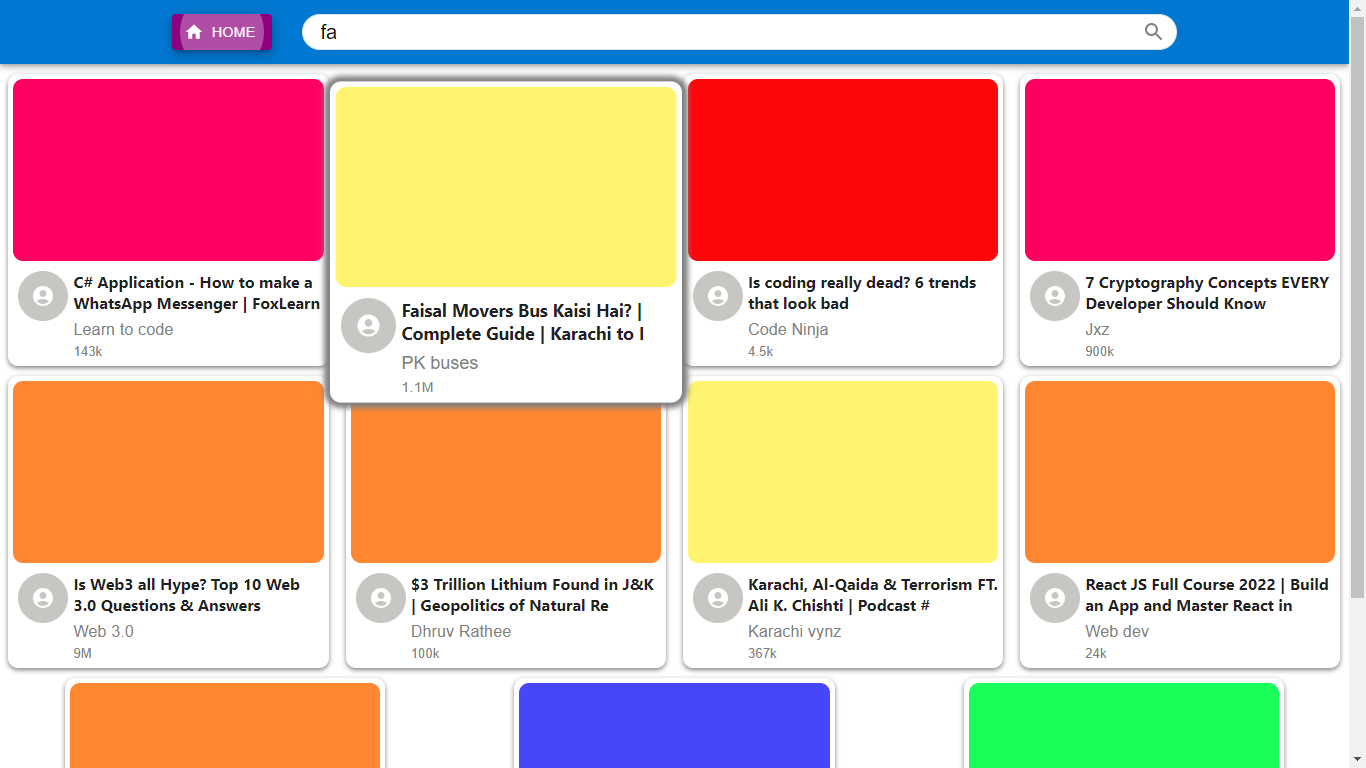 HOME
fa
C# Application - How to make a
WhatsApp Messenger | FoxLearn
Learn to code
143k
Faisal Movers Bus Kaisi Hai? |
Complete Guide | Karachi to I
PK buses
1.1M
Is coding really dead? 6 trends
that look bad
Code Ninja
4.5k
7 Cryptography Concepts EVERY
Developer Should Know
Jxz
900k
Is Web3 all Hype? Top 10 Web
3.0 Questions & Answers
Web 3.0
9M
$3 Trillion Lithium Found in J&K
| Geopolitics of Natural Re
Dhruv Rathee
100k
Karachi, Al-Qaida & Terrorism FT.
Ali K. Chishti | Podcast #
Karachi vynz
367k
React JS Full Course 2022 | Build
an App and Master React in
Web dev
24k